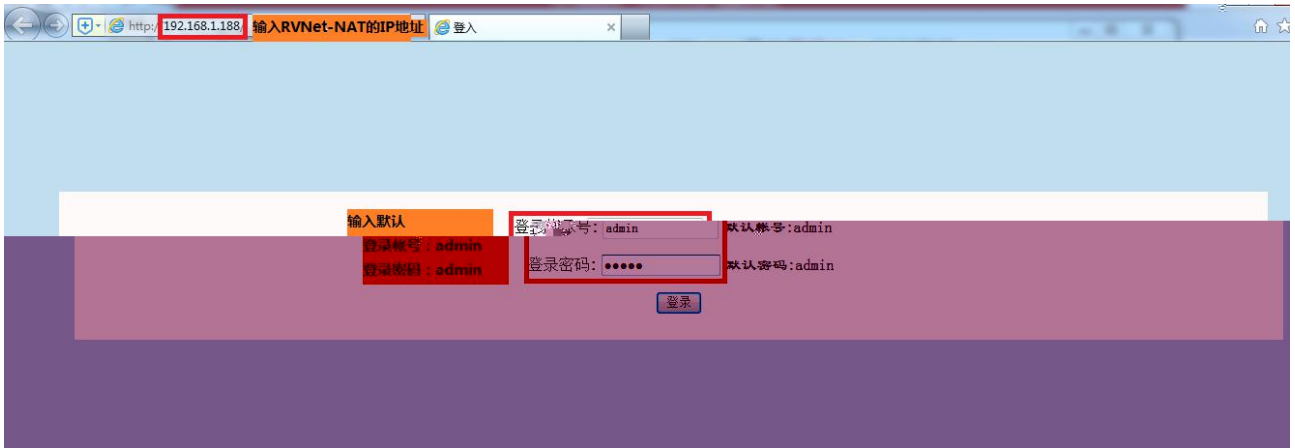 http://192.168.1.188/ 输入RVNet-NAT的IP地址 登入
输入默认
登录帐号:admin
登录密码:admin
登录帐号: admin 默认帐号:admin
登录密码: ●●●●● 默认密码:admin
登录